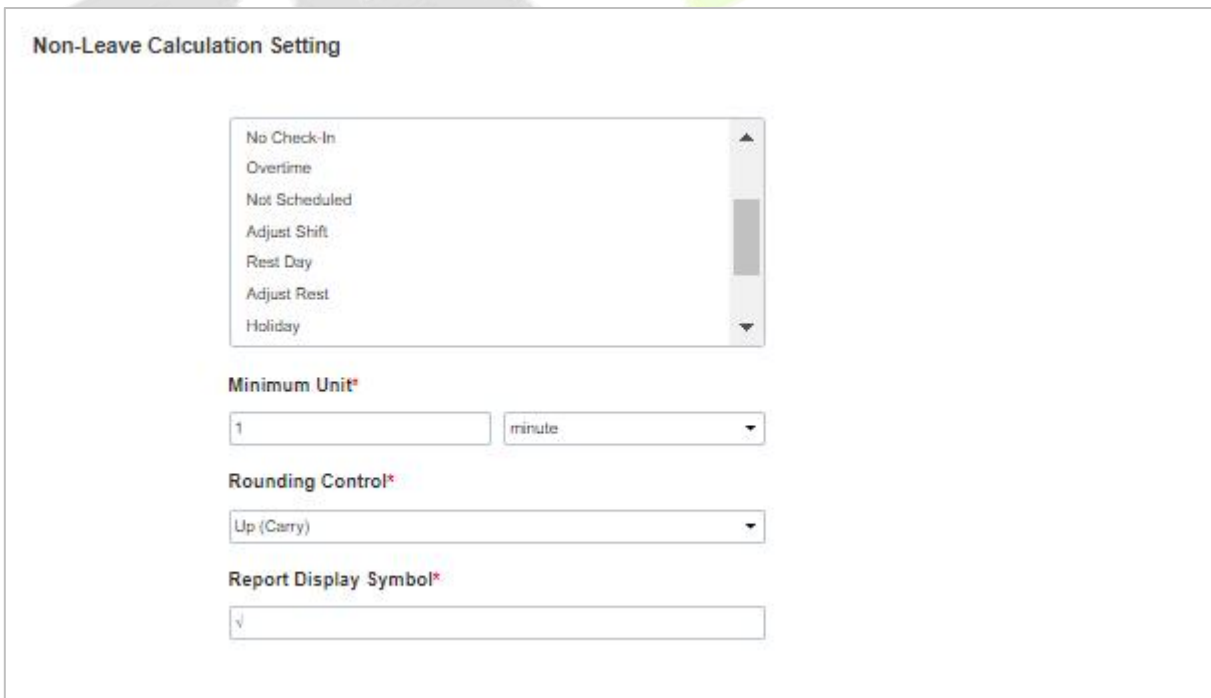 Non-Leave Calculation Setting
No Check-In
Overtime
Not Scheduled
Adjust Shift
Rest Day
Adjust Rest
Holiday
Minimum Unit*
1 minute
Rounding Control*
Up (Carry)
Report Display Symbol*
√